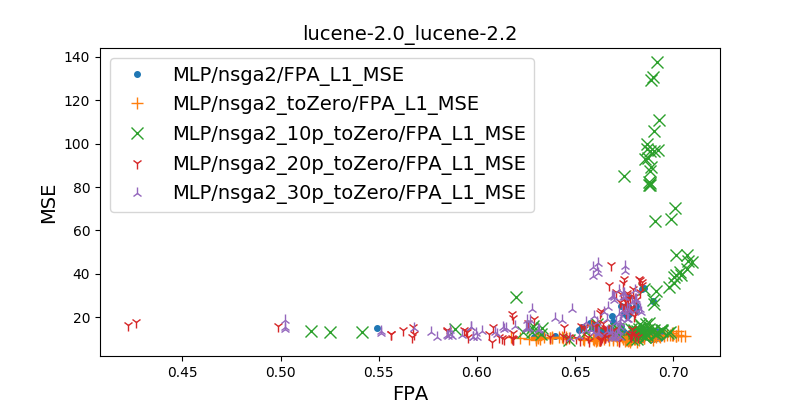 lucene-2.0_lucene-2.2
140
120
100
80
60
40
20
MSE
MLP/nsga2/FPA_L1_MSE
MLP/nsga2_toZero/FPA_L1_MSE
MLP/nsga2_10p_toZero/FPA_L1_MSE
MLP/nsga2_20p_toZero/FPA_L1_MSE
MLP/nsga2_30p_toZero/FPA_L1_MSE
0.45 0.50 0.55 0.60 0.65 0.70
FPA